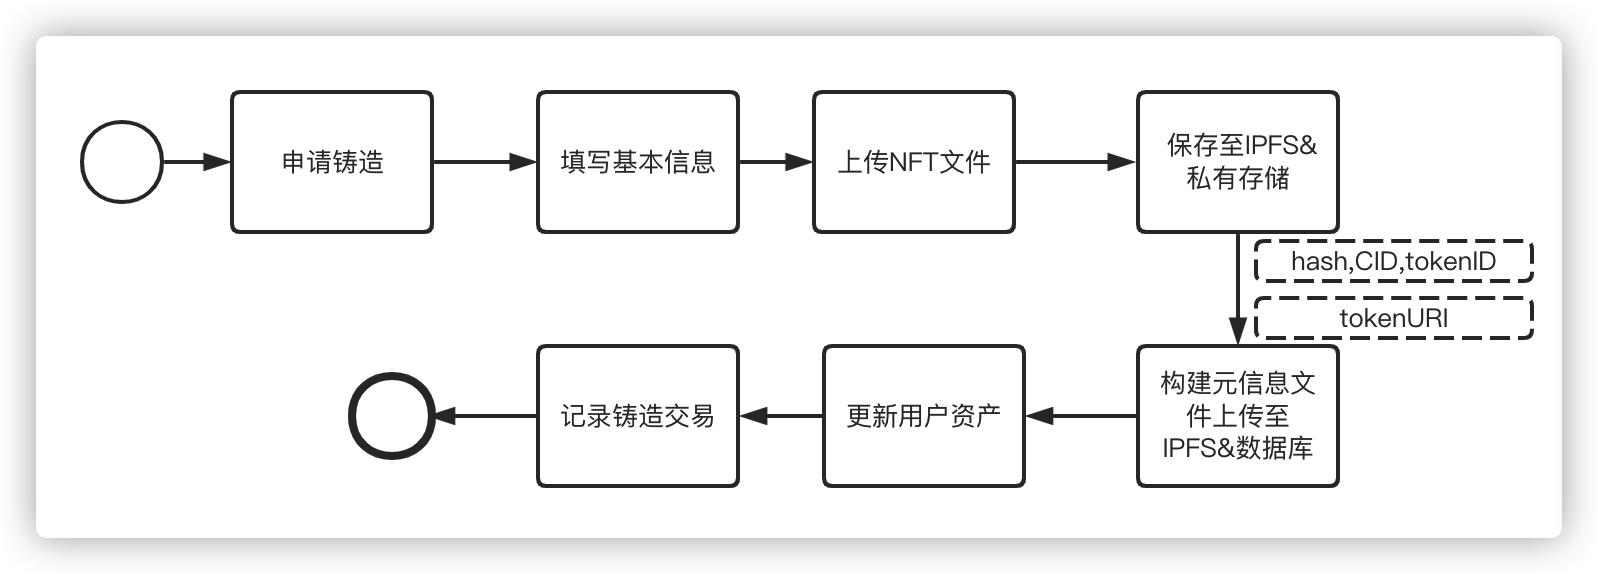 申请铸造
填写基本信息
上传NFT文件
保存至IPFS&
私有存储
hash,CID,tokenID
tokenURI
构建元信息文
件上传至
IPFS&数据库
更新用户资产
记录铸造交易